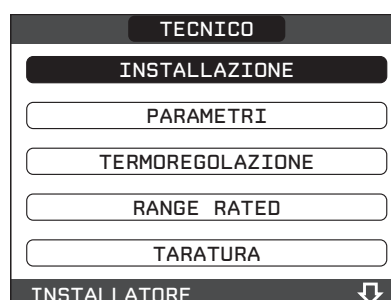 TECNICO
INSTALLAZIONE
PARAMETRI
TERMOREGOLAZIONE
RANGE RATED
TARATURA
INSTALLATORE